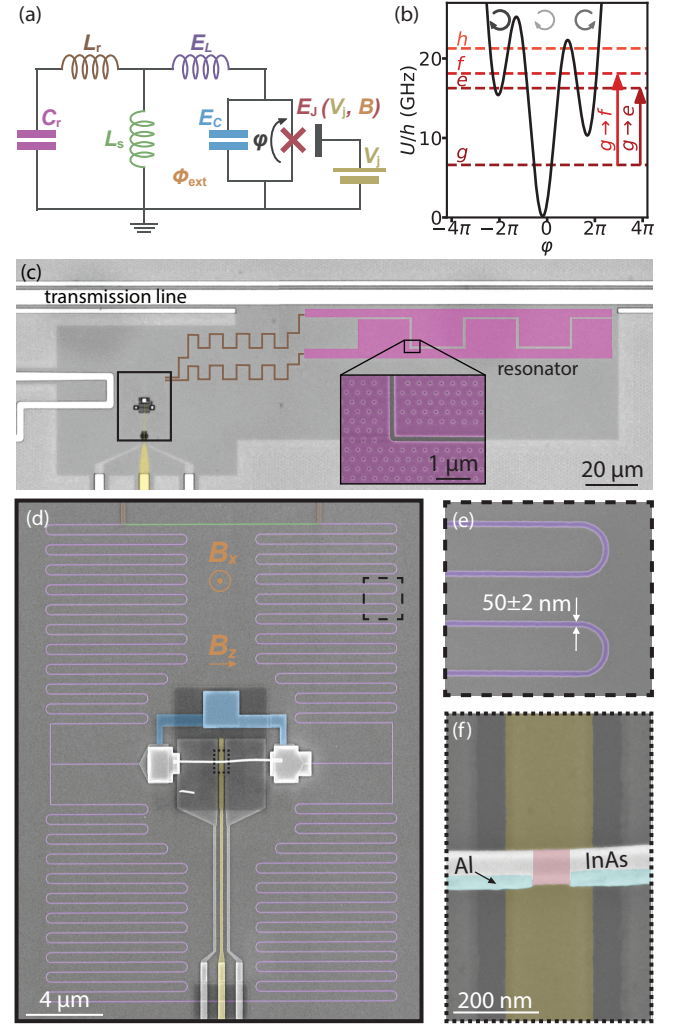 (a)
L_r
E_L
C_r
L_s
E_C
φ
E_J (V_j, B)
V_j
Φ_ext
(b)
U/h (GHz)
20
10
0
h
f
e
g
g→f
g→e
−4π
−2π
0
2π
4π
φ
(c)
transmission line
resonator
1 μm
20 μm
(d)
B_x
B_z
4 μm
(e)
50±2 nm
(f)
Al
InAs
200 nm